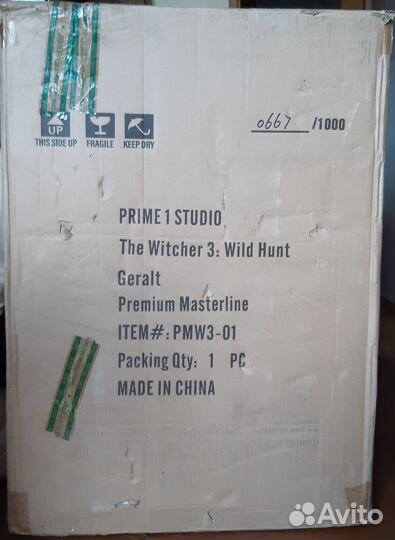 0667 /1000
UP
THIS SIDE UP FRAGILE KEEP DRY
PRIME 1 STUDIO
The Witcher 3: Wild Hunt
Geralt
Premium Masterline
ITEM#: PMW3-01
Packing Qty: 1 PC
MADE IN CHINA
Avito